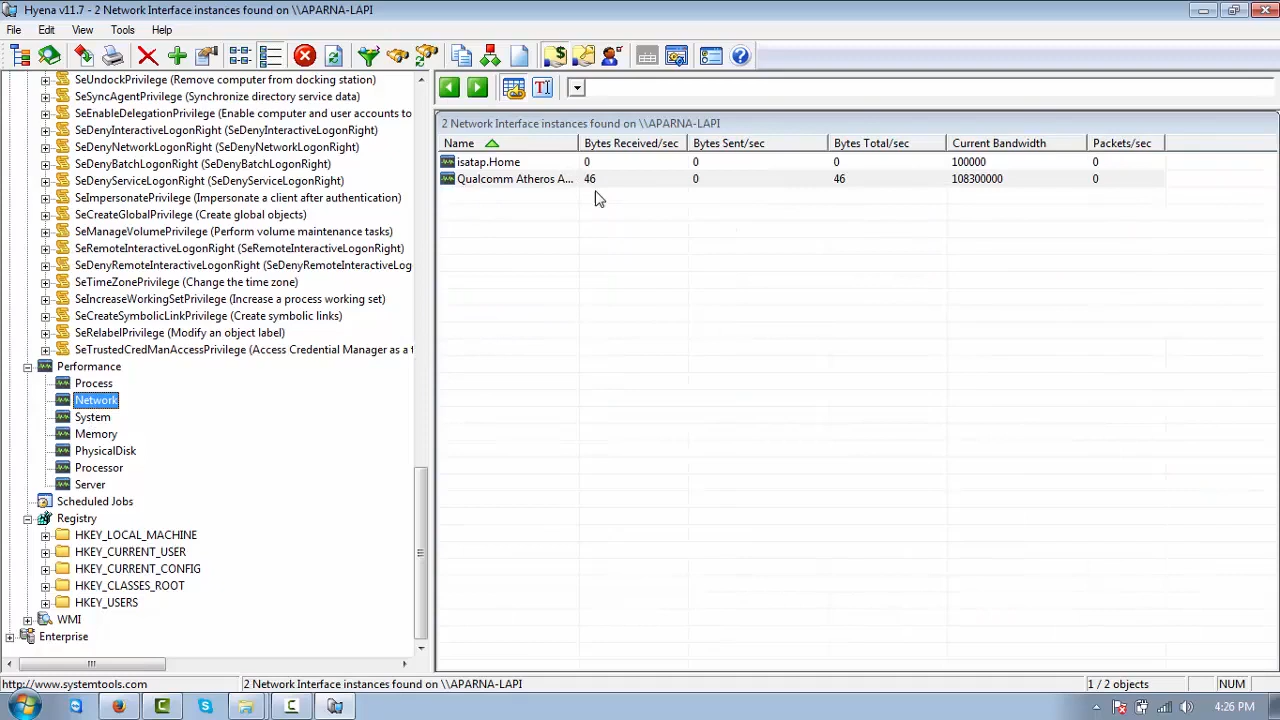 Hyena v11.7 - 2 Network Interface instances found on \\APARNA-LAPI
File Edit View Tools Help
SeUndockPrivilege (Remove computer from docking station)
SeSyncAgentPrivilege (Synchronize directory service data)
SeEnableDelegationPrivilege (Enable computer and user accounts to
SeDenyInteractiveLogonRight (SeDenyInteractiveLogonRight)
SeDenyNetworkLogonRight (SeDenyNetworkLogonRight)
SeDenyBatchLogonRight (SeDenyBatchLogonRight)
SeDenyServiceLogonRight (SeDenyServiceLogonRight)
SeImpersonatePrivilege (Impersonate a client after authentication)
SeCreateGlobalPrivilege (Create global objects)
SeManageVolumePrivilege (Perform volume maintenance tasks)
SeRemoteInteractiveLogonRight (SeRemoteInteractiveLogonRight)
SeDenyRemoteInteractiveLogonRight (SeDenyRemoteInteractiveLog
SeTimeZonePrivilege (Change the time zone)
SeIncreaseWorkingSetPrivilege (Increase a process working set)
SeCreateSymbolicLinkPrivilege (Create symbolic links)
SeRelabelPrivilege (Modify an object label)
SeTrustedCredManAccessPrivilege (Access Credential Manager as a t
Performance
Process
Network
System
Memory
PhysicalDisk
Processor
Server
Scheduled Jobs
Registry
HKEY_LOCAL_MACHINE
HKEY_CURRENT_USER
HKEY_CURRENT_CONFIG
HKEY_CLASSES_ROOT
HKEY_USERS
WMI
Enterprise
2 Network Interface instances found on \\APARNA-LAPI
Name Bytes Received/sec Bytes Sent/sec Bytes Total/sec Current Bandwidth Packets/sec
isatap.Home 0 0 0 100000 0
Qualcomm Atheros A... 46 0 46 108300000 0
http://www.systemtools.com 2 Network Interface instances found on \\APARNA-LAPI 1 / 2 objects NUM
4:26 PM